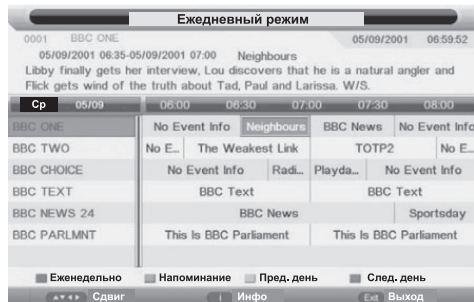 Ежедневный режим
0001 BBC ONE 05/09/2001 06:59:52
05/09/2001 06:35-05/09/2001 07:00 Neighbours
Libby finally gets her interview, Lou discovers that he is a natural angler and
Flick gets wind of the truth about Tad, Paul and Larissa. W/S.
Ср 05/09 06:00 06:30 07:00 07:30 08:00
BBC ONE No Event Info Neighbours BBC News No Event Info
BBC TWO No E... The Weakest Link TOTP2 No E...
BBC CHOICE No Event Info Radi... Playda... No Event Info
BBC TEXT BBC Text BBC Text
BBC NEWS 24 BBC News Sportsday
BBC PARLMNT This Is BBC Parliament This Is BBC Parliament
Еженедельно Напоминание Пред. день След. день
Сдвиг i Инфо Exit Выход